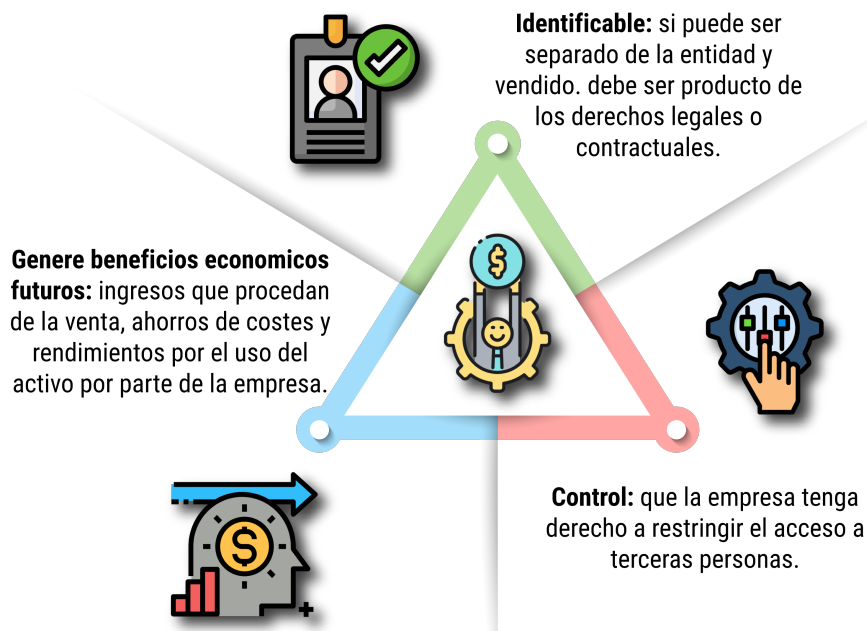 Identificable: si puede ser
separado de la entidad y
vendido. debe ser producto de
los derechos legales o
contractuales.
Genere beneficios economicos
futuros: ingresos que procedan
de la venta, ahorros de costes y
rendimientos por el uso del
activo por parte de la empresa.
Control: que la empresa tenga
derecho a restringir el acceso a
terceras personas.